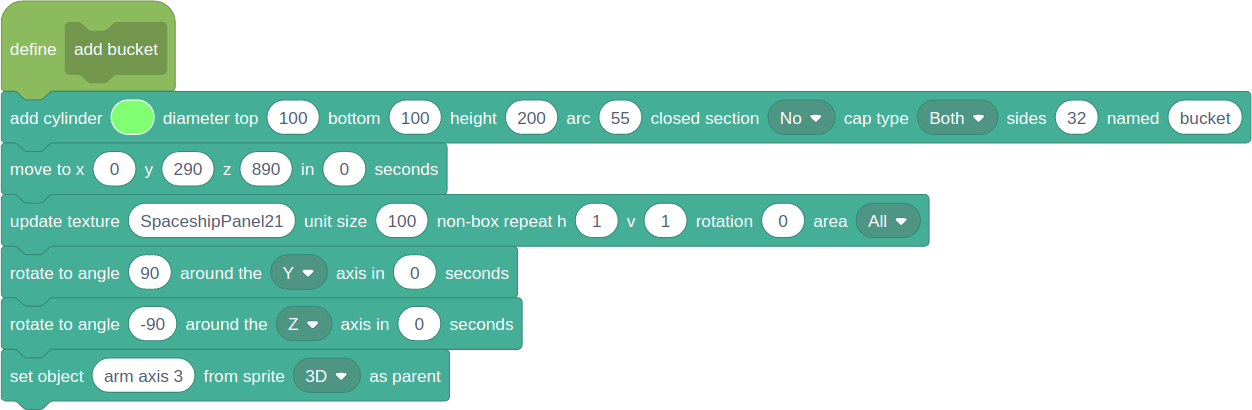 define add bucket
add cylinder diameter top 100 bottom 100 height 200 arc 55 closed section No cap type Both sides 32 named bucket
move to x 0 y 290 z 890 in 0 seconds
update texture SpaceshipPanel21 unit size 100 non-box repeat h 1 v 1 rotation 0 area All
rotate to angle 90 around the Y axis in 0 seconds
rotate to angle -90 around the Z axis in 0 seconds
set object arm axis 3 from sprite 3D as parent